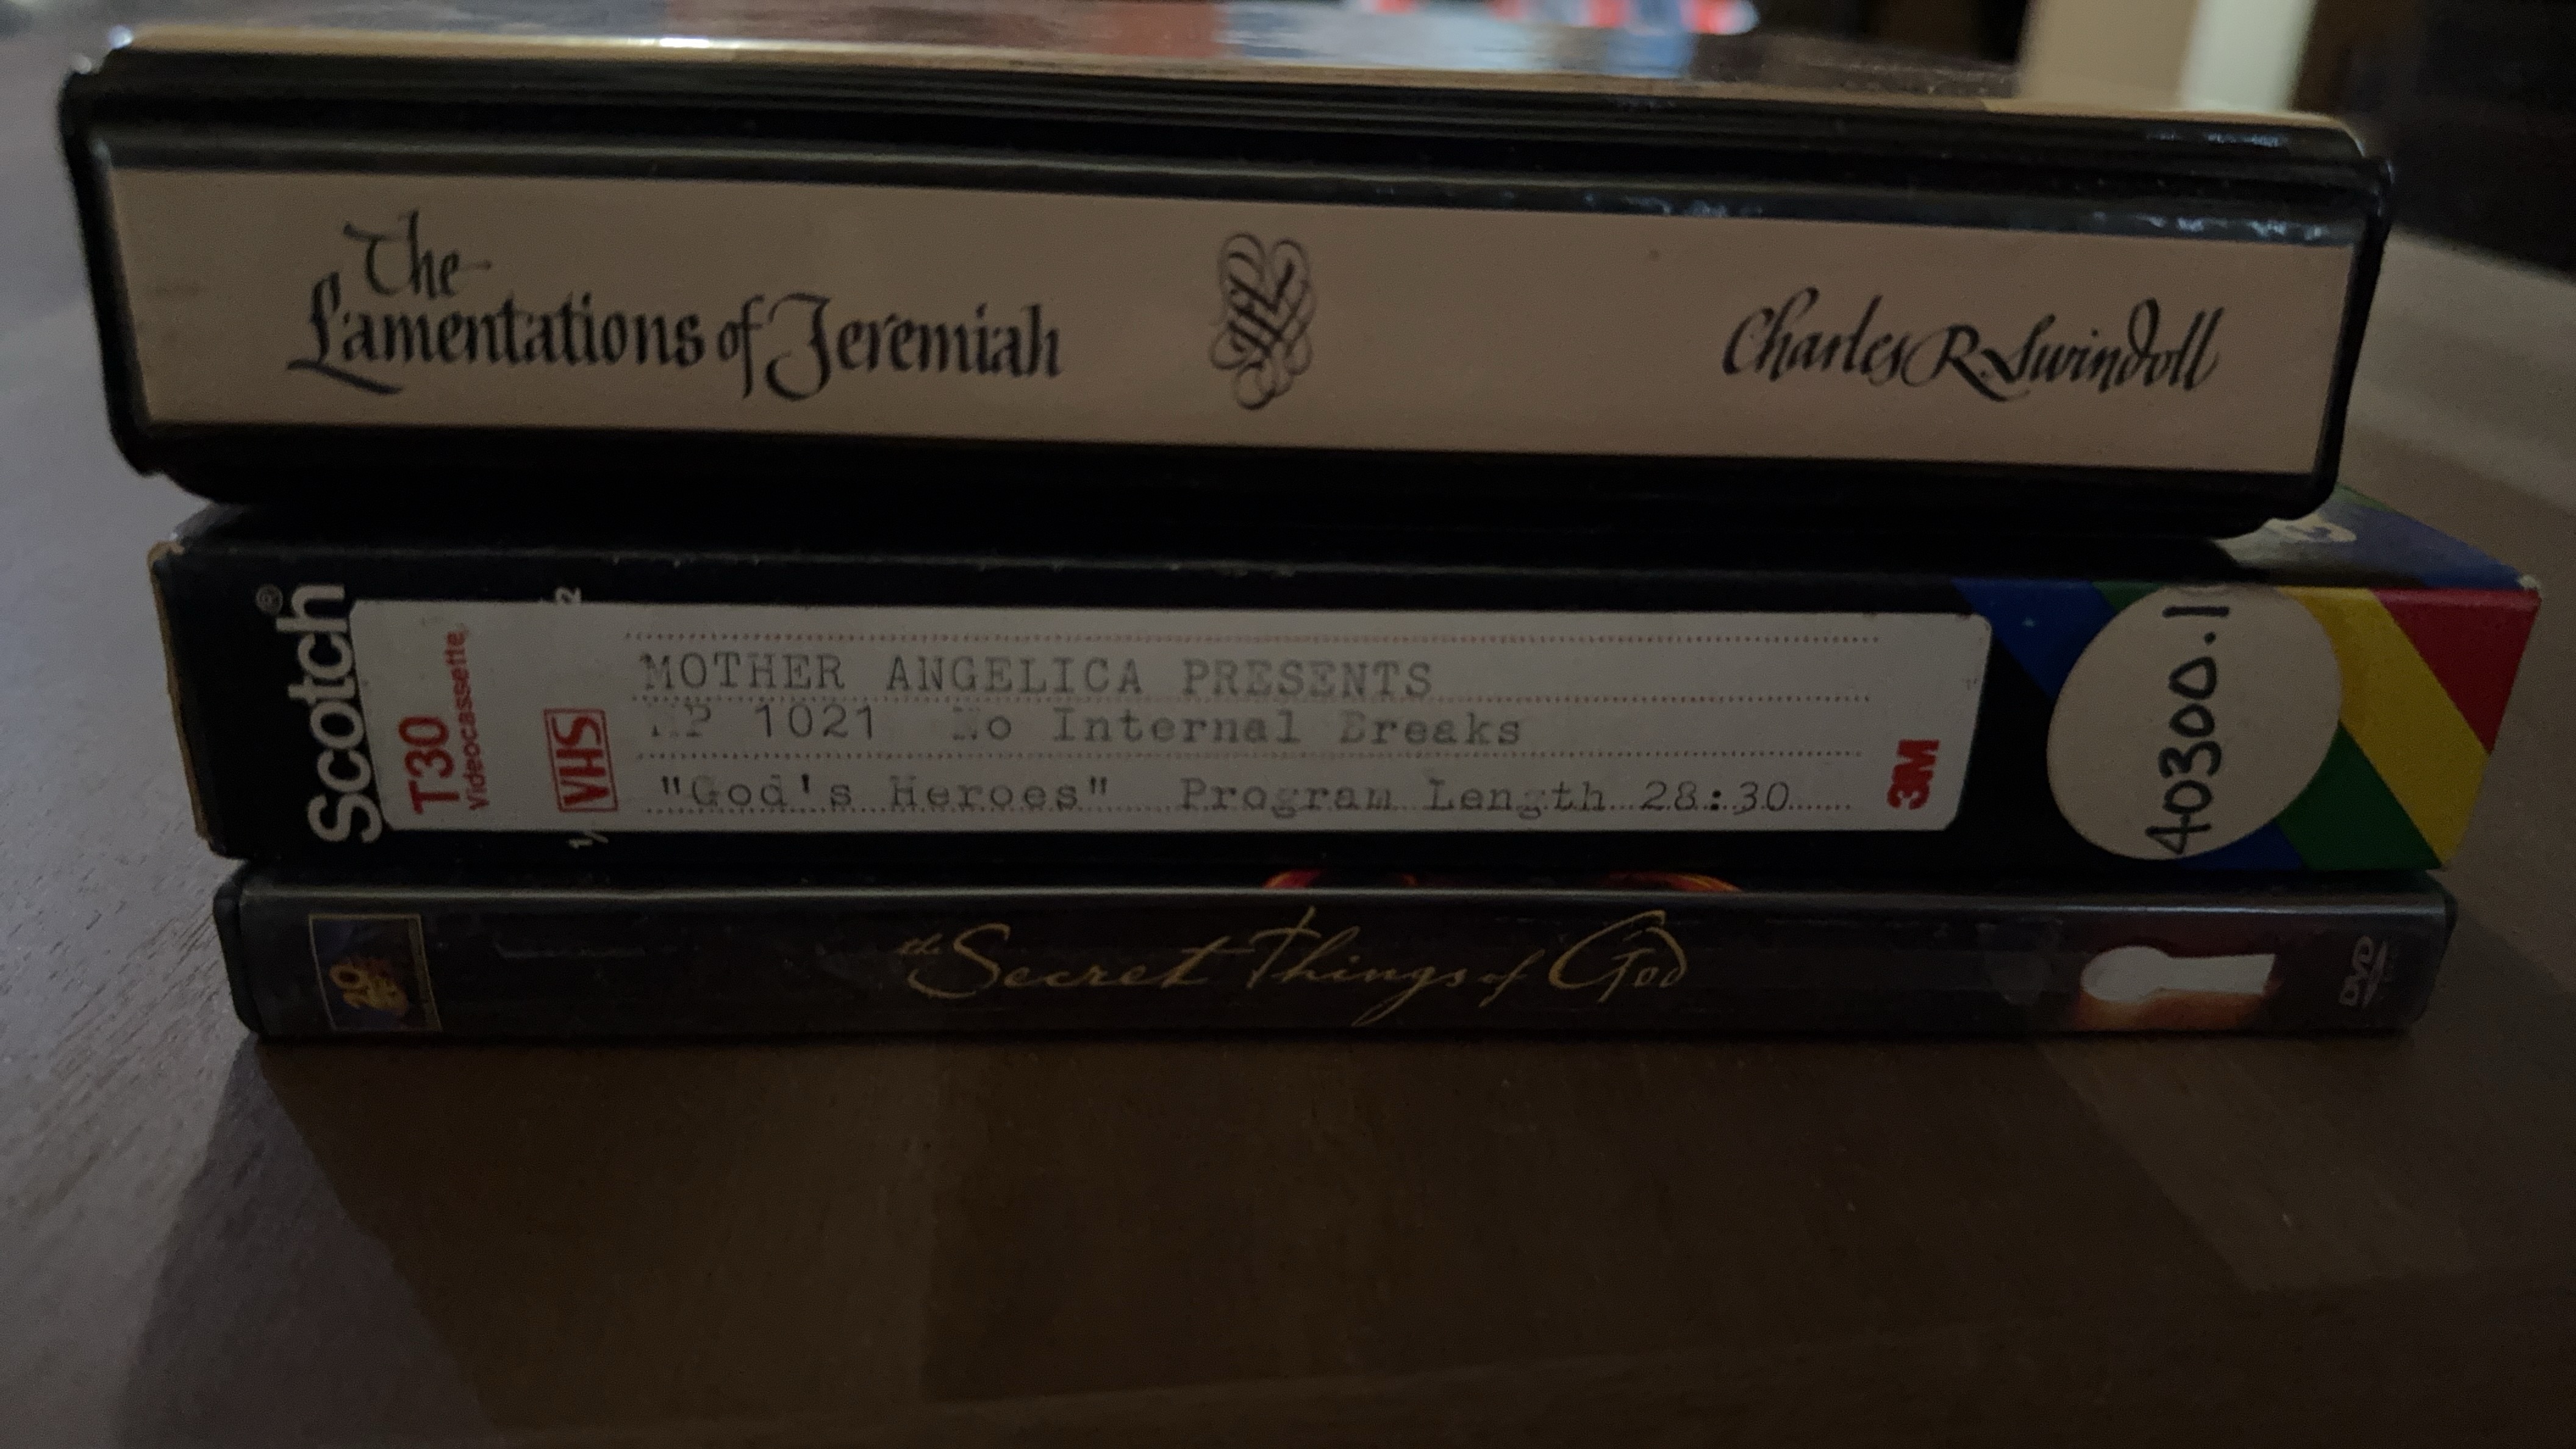 The
Lamentations of Jeremiah
Charles R. Swindoll
Scotch®
T30
Videocassette
VHS
MOTHER ANGELICA PRESENTS
1021 No Internal Breaks
"God's Heroes" Program Length 28:30
3M
40300.1
20
the Secret Things of God
DVD